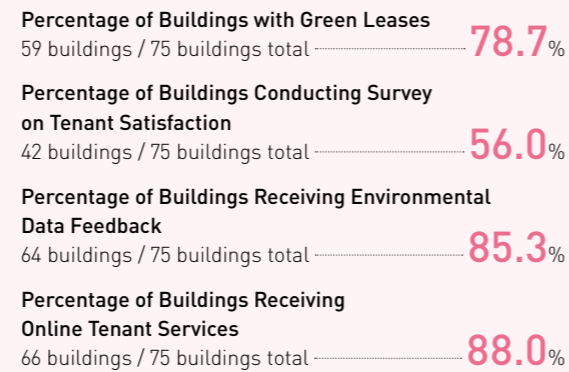 Percentage of Buildings with Green Leases
59 buildings / 75 buildings total 78.7%
Percentage of Buildings Conducting Survey
on Tenant Satisfaction
42 buildings / 75 buildings total 56.0%
Percentage of Buildings Receiving Environmental
Data Feedback
64 buildings / 75 buildings total 85.3%
Percentage of Buildings Receiving
Online Tenant Services
66 buildings / 75 buildings total 88.0%